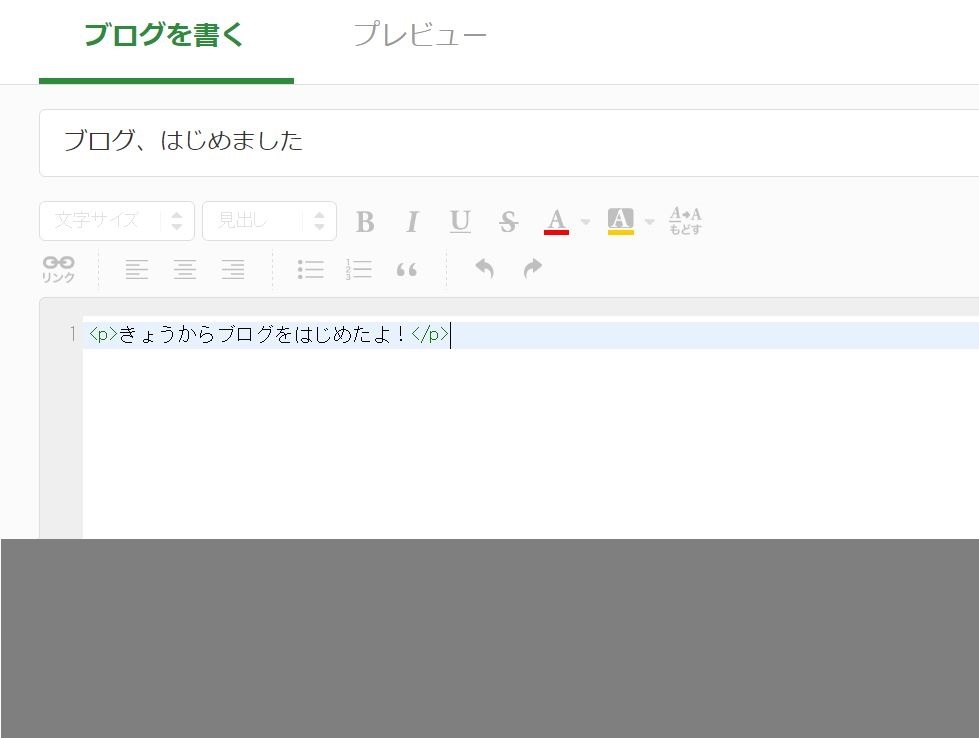 ブログを書く プレビュー
ブログ、はじめました
文字サイズ 見出し B I U S A A A→Aもどす
リンク
1 <p>きょうからブログをはじめたよ！</p>